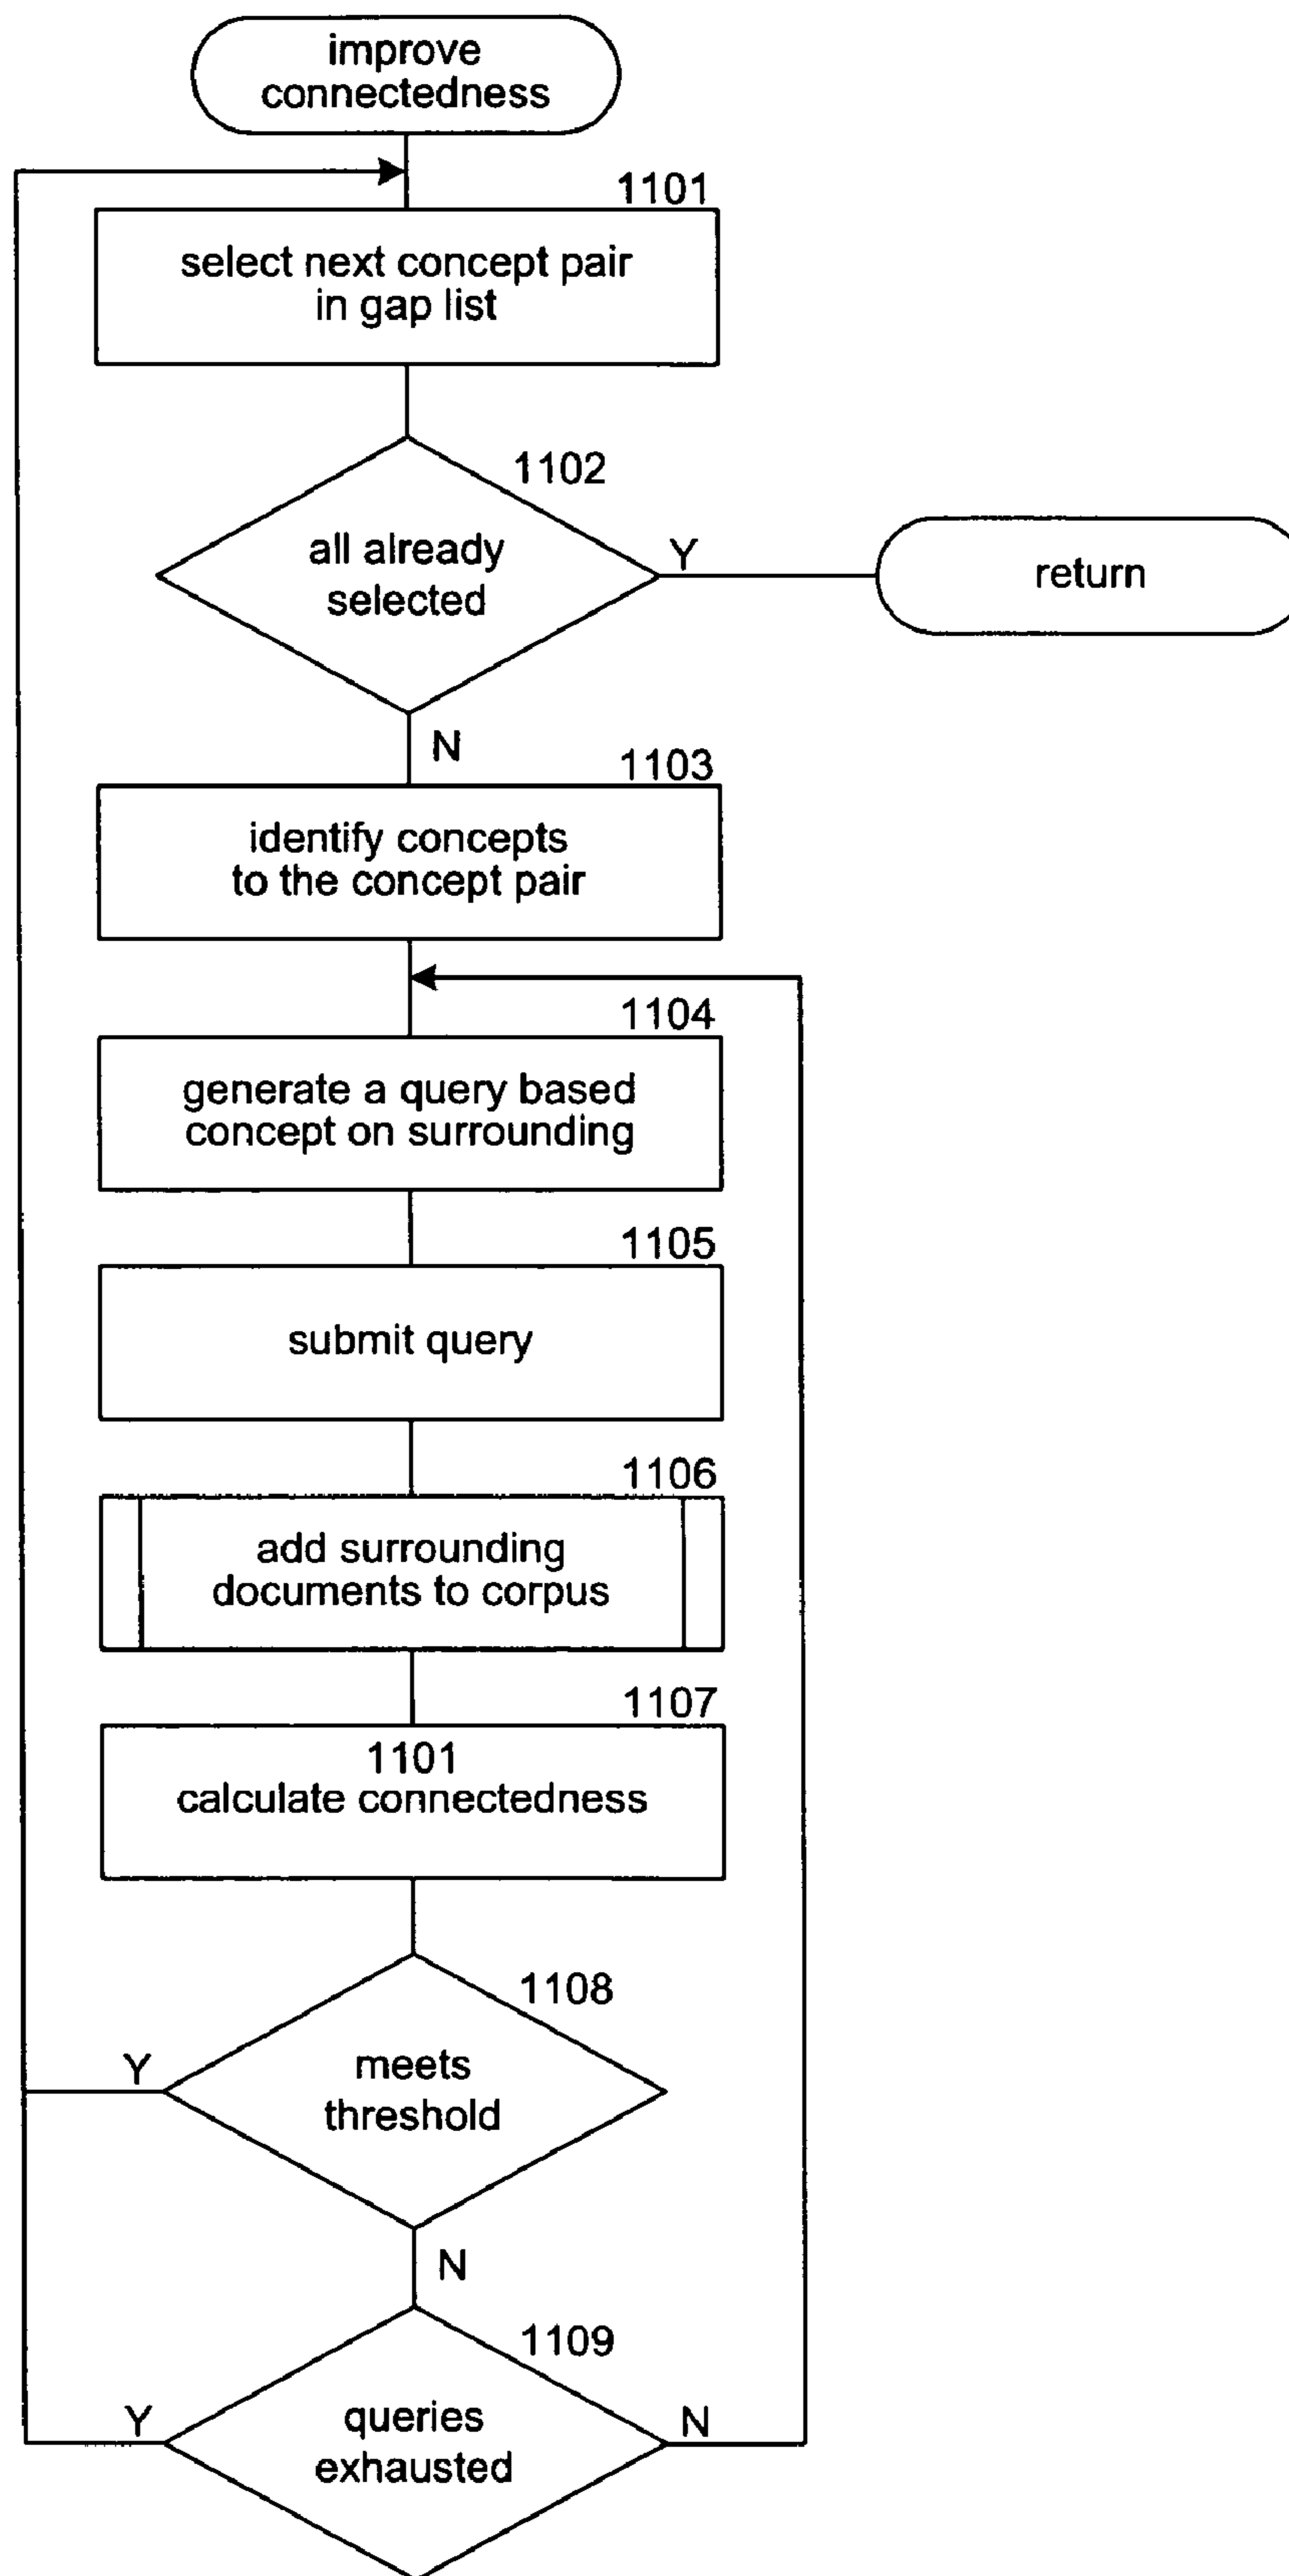 improve
connectedness
1101
select next concept pair
in gap list
1102
all already
selected
Y
return
N
1103
identify concepts
to the concept pair
1104
generate a query based
concept on surrounding
1105
submit query
1106
add surrounding
documents to corpus
1107
1101
calculate connectedness
1108
Y
meets
threshold
N
1109
Y
queries
exhausted
N